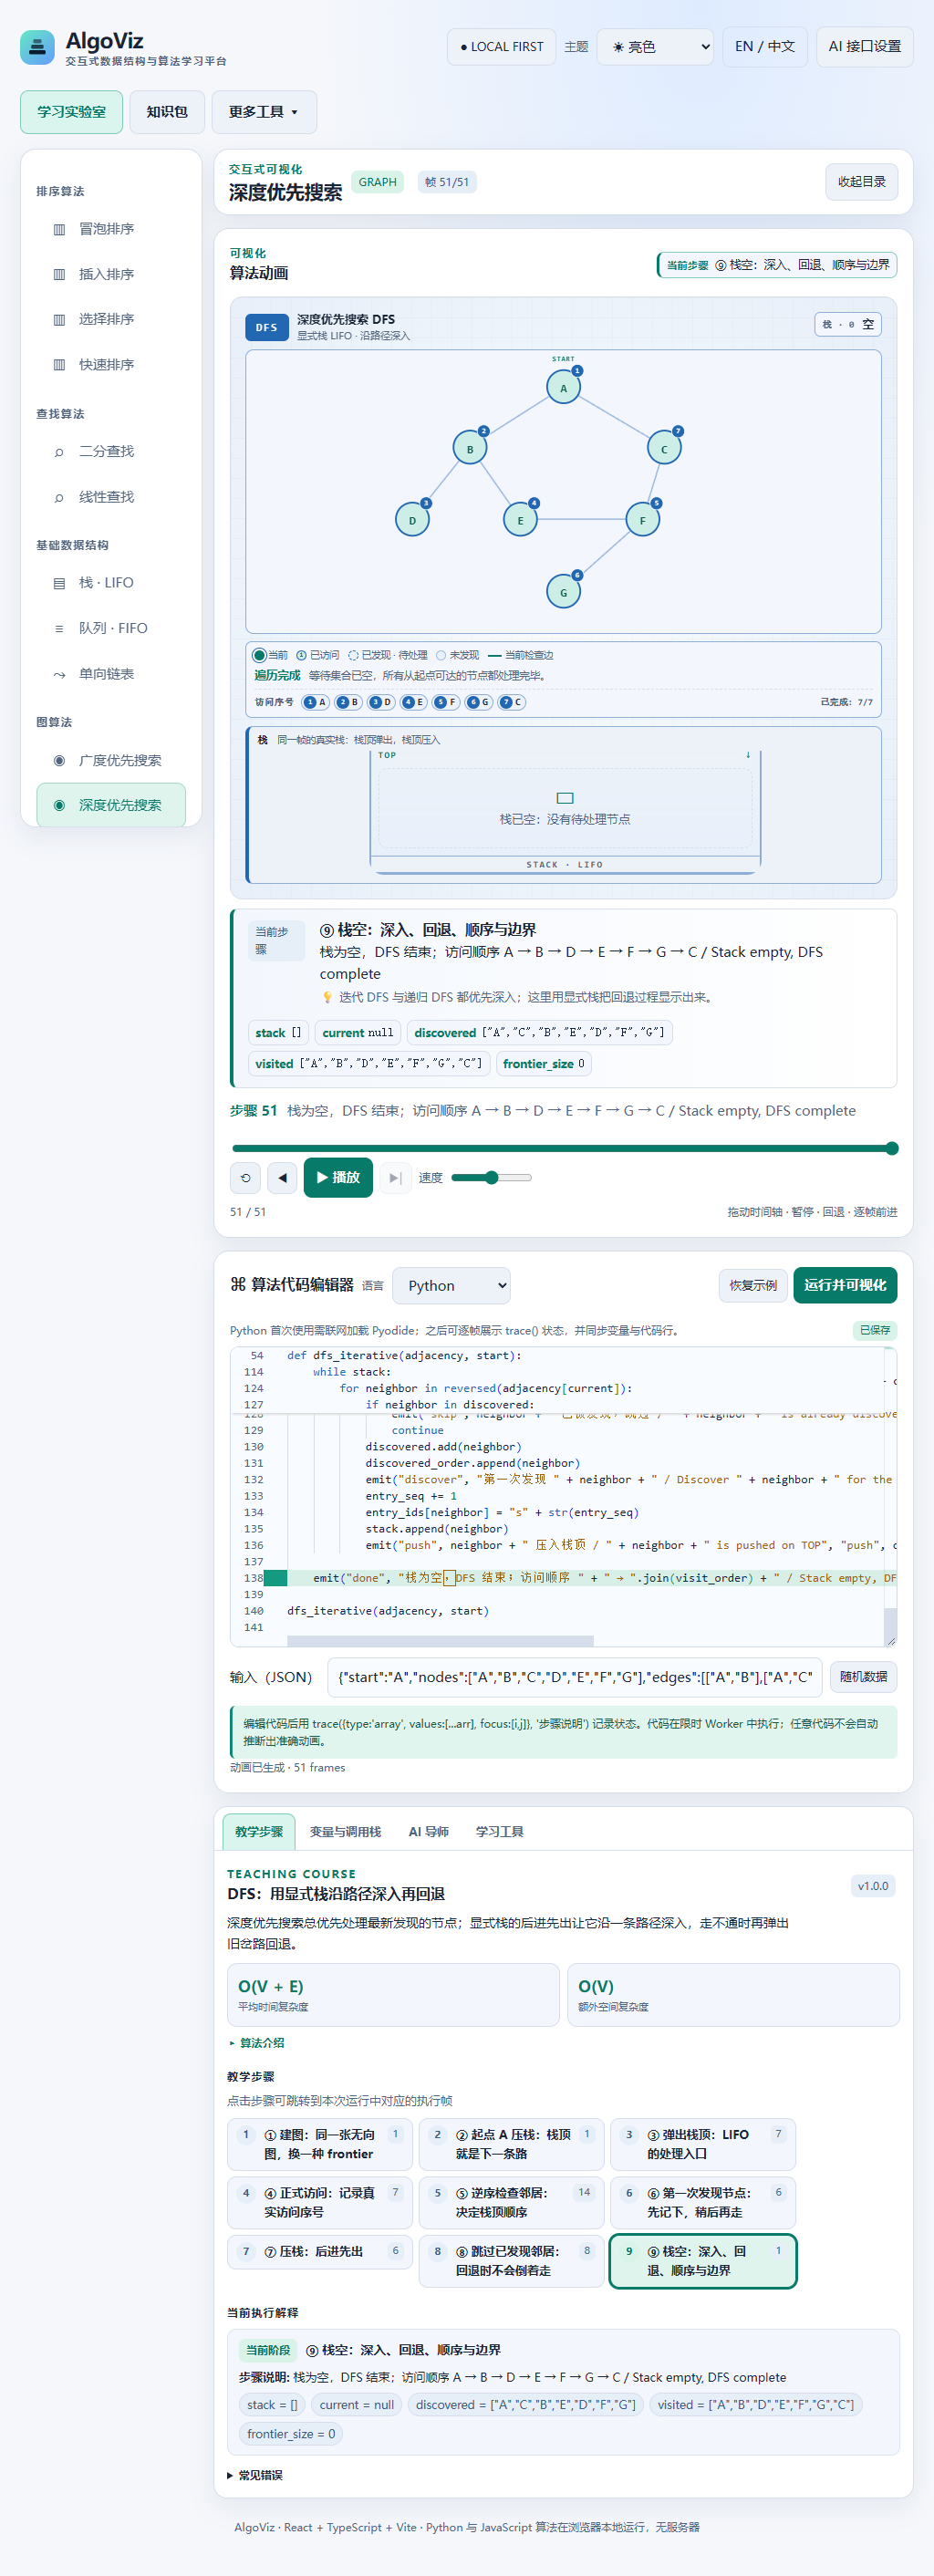 AlgoViz
交互式数据结构与算法学习平台
● LOCAL FIRST
主题
☀ 亮色
EN / 中文
AI 接口设置
学习实验室
知识包
更多工具 ▾
排序算法
冒泡排序
插入排序
选择排序
快速排序
查找算法
二分查找
线性查找
基础数据结构
栈 · LIFO
队列 · FIFO
单向链表
图算法
广度优先搜索
深度优先搜索
交互式可视化
深度优先搜索
GRAPH
帧 51/51
收起目录
可视化
算法动画
当前步骤 ⑨ 栈空：深入、回退、顺序与边界
DFS
深度优先搜索 DFS
显式栈 LIFO · 沿路径深入
栈 · 0 空
START
A 1
B 2
C 7
D 3
E 4
F 5
G 6
当前 1 已访问 已发现 · 待处理 未发现 当前检查边
遍历完成 等待集合已空，所有从起点可达的节点都处理完毕。
访问序号 1 A 2 B 3 D 4 E 5 F 6 G 7 C
已完成: 7/7
栈 同一帧的真实栈：栈顶弹出，栈顶压入
TOP ↓
栈已空：没有待处理节点
STACK · LIFO
当前步骤
⑨ 栈空：深入、回退、顺序与边界
栈为空，DFS 结束；访问顺序 A → B → D → E → F → G → C / Stack empty, DFS
complete
💡 迭代 DFS 与递归 DFS 都优先深入；这里用显式栈把回退过程显示出来。
stack []
current null
discovered ["A","C","B","E","D","F","G"]
visited ["A","B","D","E","F","G","C"]
frontier_size 0
步骤 51 栈为空，DFS 结束；访问顺序 A → B → D → E → F → G → C / Stack empty, DFS complete
▶ 播放
速度
51 / 51
拖动时间轴 · 暂停 · 回退 · 逐帧前进
⌘ 算法代码编辑器
语言
Python
恢复示例
运行并可视化
Python 首次使用需联网加载 Pyodide；之后可逐帧展示 trace() 状态，并同步变量与代码行。
已保存
54 def dfs_iterative(adjacency, start):
114 while stack:
124 for neighbor in reversed(adjacency[current]):
127 if neighbor in discovered:
129 continue
130 discovered.add(neighbor)
131 discovered_order.append(neighbor)
132 emit("discover", "第一次发现 " + neighbor + " / Discover " + neighbor + " for the
133 entry_seq += 1
134 entry_ids[neighbor] = "s" + str(entry_seq)
135 stack.append(neighbor)
136 emit("push", neighbor + " 压入栈顶 / " + neighbor + " is pushed on TOP", "push",
137
138 emit("done", "栈为空，DFS 结束；访问顺序 " + " → ".join(visit_order) + " / Stack empty, DF
139
140 dfs_iterative(adjacency, start)
141
输入（JSON）
{"start":"A","nodes":["A","B","C","D","E","F","G"],"edges":[["A","B"],["A","C"
随机数据
编辑代码后用 trace({type:'array', values:[...arr], focus:[i,j]}, '步骤说明') 记录状态。代码在限时 Worker 中执行；任意代码不会自动
推断出准确动画。
动画已生成 · 51 frames
教学步骤
变量与调用栈
AI 导师
学习工具
TEACHING COURSE
DFS：用显式栈沿路径深入再回退
v1.0.0
深度优先搜索总优先处理最新发现的节点；显式栈的后进先出让它沿一条路径深入，走不通时再弹出
旧岔路回退。
O(V + E)
平均时间复杂度
O(V)
额外空间复杂度
▸ 算法介绍
教学步骤
点击步骤可跳转到本次运行中对应的执行帧
1 ① 建图：同一张无向图，换一种 frontier 1
2 ② 起点 A 压栈：栈顶就是下一条路 1
3 ③ 弹出栈顶：LIFO 的处理入口 7
4 ④ 正式访问：记录真实访问序号 7
5 ⑤ 逆序检查邻居：决定栈顶顺序 14
6 ⑥ 第一次发现节点：先记下，稍后再走 6
7 ⑦ 压栈：后进先出 6
8 ⑧ 跳过已发现邻居：回退时不会倒着走 8
9 ⑨ 栈空：深入、回退、顺序与边界 1
当前执行解释
当前阶段 ⑨ 栈空：深入、回退、顺序与边界
步骤说明: 栈为空，DFS 结束；访问顺序 A → B → D → E → F → G → C / Stack empty, DFS complete
stack = []
current = null
discovered = ["A","C","B","E","D","F","G"]
visited = ["A","B","D","E","F","G","C"]
frontier_size = 0
▶ 常见错误
AlgoViz · React + TypeScript + Vite · Python 与 JavaScript 算法在浏览器本地运行，无服务器